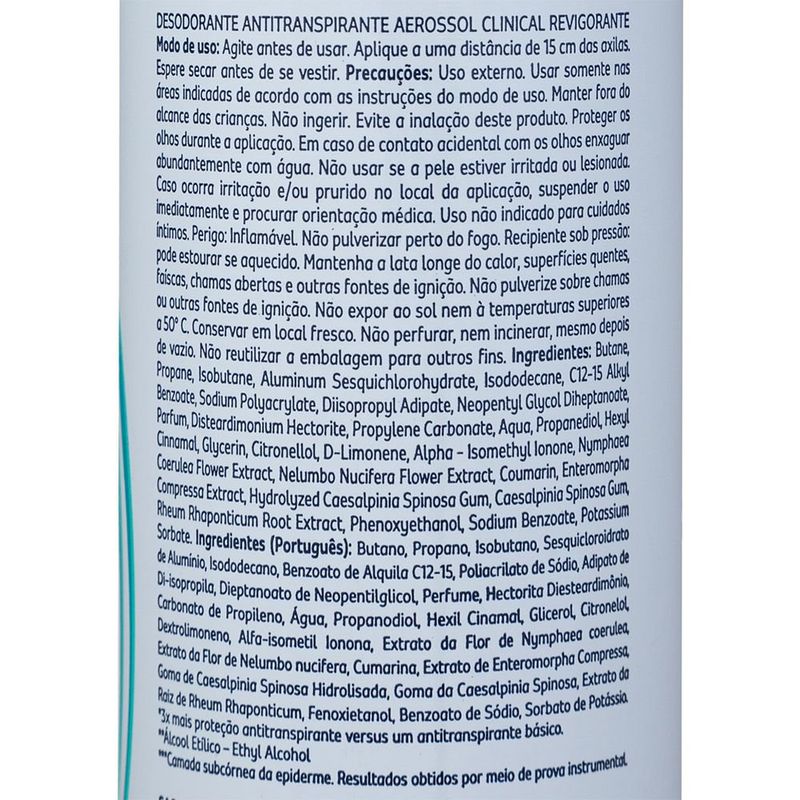 DESODORANTE ANTITRANSPIRANTE AEROSSOL CLINICAL REVIGORANTE
Modo de uso: Agite antes de usar. Aplique a uma distância de 15 cm das axilas.
Espere secar antes de se vestir. Precauções: Uso externo. Usar somente nas
áreas indicadas de acordo com as instruções do modo de uso. Manter fora do
alcance das crianças. Não ingerir. Evite a inalação deste produto. Proteger os
olhos durante a aplicação. Em caso de contato acidental com os olhos enxaguar
abundantemente com água. Não usar se a pele estiver irritada ou lesionada.
Caso ocorra irritação e/ou prurido no local da aplicação, suspender o uso
imediatamente e procurar orientação médica. Uso não indicado para cuidados
íntimos. Perigo: Inflamável. Não pulverizar perto do fogo. Recipiente sob pressão:
pode estourar se aquecido. Mantenha a lata longe do calor, superfícies quentes,
faíscas, chamas abertas e outras fontes de ignição. Não pulverize sobre chamas
ou outras fontes de ignição. Não expor ao sol nem à temperaturas superiores
a 50° C. Conservar em local fresco. Não perfurar, nem incinerar, mesmo depois
de vazio. Não reutilizar a embalagem para outros fins. Ingredientes: Butane,
Propane, Isobutane, Aluminum Sesquichlorohydrate, Isododecane, C12-15 Alkyl
Benzoate, Sodium Polyacrylate, Diisopropyl Adipate, Neopentyl Glycol Diheptanoate,
Parfum, Disteardimonium Hectorite, Propylene Carbonate, Aqua, Propanediol, Hexyl
Cinnamal, Glycerin, Citronellol, D-Limonene, Alpha - Isomethyl Ionone, Nymphaea
Coerulea Flower Extract, Nelumbo Nucifera Flower Extract, Coumarin, Enteromorpha
Compressa Extract, Hydrolyzed Caesalpinia Spinosa Gum, Caesalpinia Spinosa Gum,
Rheum Rhaponticum Root Extract, Phenoxyethanol, Sodium Benzoate, Potassium
Sorbate. Ingredientes (Português): Butano, Propano, Isobutano, Sesquicloroidrato
de Alumínio, Isododecano, Benzoato de Alquila C12-15, Poliacrilato de Sódio, Adipato de
Di-isopropila, Dieptanoato de Neopentilglicol, Perfume, Hectorita Diesteardimônio,
Carbonato de Propileno, Água, Propanodiol, Hexil Cinamal, Glicerol, Citronelol,
Dextrolimoneno, Alfa-isometil Ionona, Extrato da Flor de Nymphaea coerulea,
Extrato da Flor de Nelumbo nucifera, Cumarina, Extrato de Enteromorpha Compressa,
Goma de Caesalpinia Spinosa Hidrolisada, Goma da Caesalpinia Spinosa, Extrato da
Raiz de Rheum Rhaponticum, Fenoxietanol, Benzoato de Sódio, Sorbato de Potássio.
*3x mais proteção antitranspirante versus um antitranspirante básico.
**Álcool Etílico - Ethyl Alcohol
***Camada subcórnea da epiderme. Resultados obtidos por meio de prova instrumental.